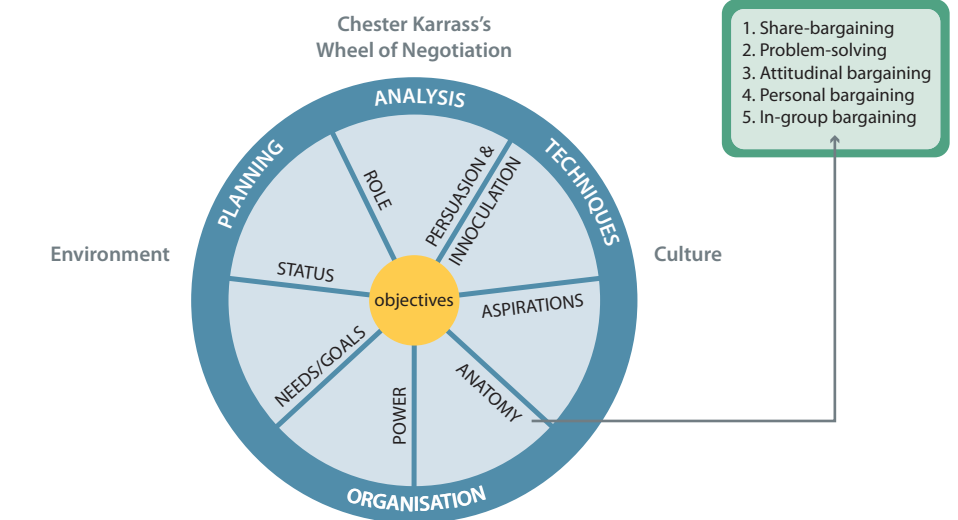 Chester Karrass’s
Wheel of Negotiation
1. Share-bargaining
2. Problem-solving
3. Attitudinal bargaining
4. Personal bargaining
5. In-group bargaining
ANALYSIS
PLANNING
TECHNIQUES
ROLE
PERSUASION &
INNOCULATION
Environment
Culture
STATUS
objectives
ASPIRATIONS
NEEDS/GOALS
POWER
ANATOMY
ORGANISATION